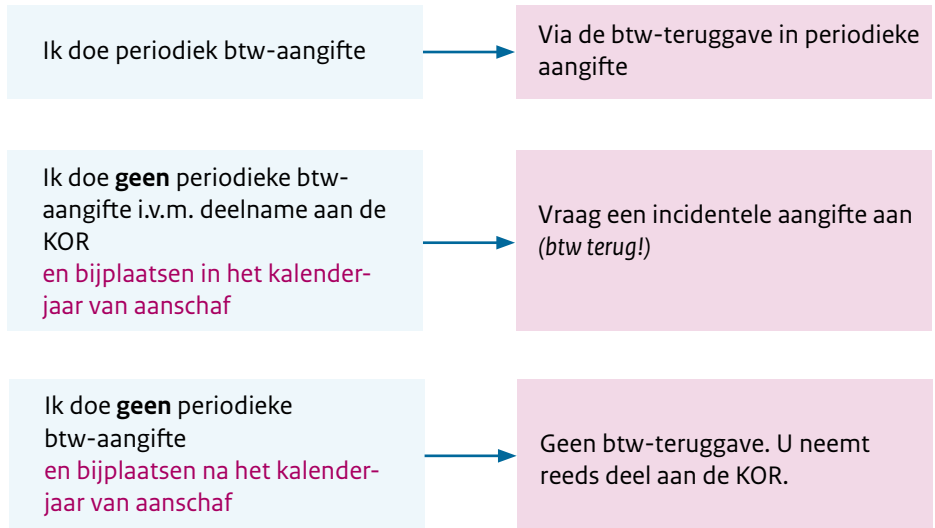 Ik doe periodiek btw-aangifte
Via de btw-teruggave in periodieke
aangifte
Ik doe geen periodieke btw-
aangifte i.v.m. deelname aan de
KOR
en bijplaatsen in het kalender-
jaar van aanschaf
Vraag een incidentele aangifte aan
(btw terug!)
Ik doe geen periodieke
btw-aangifte
en bijplaatsen na het kalender-
jaar van aanschaf
Geen btw-teruggave. U neemt
reeds deel aan de KOR.